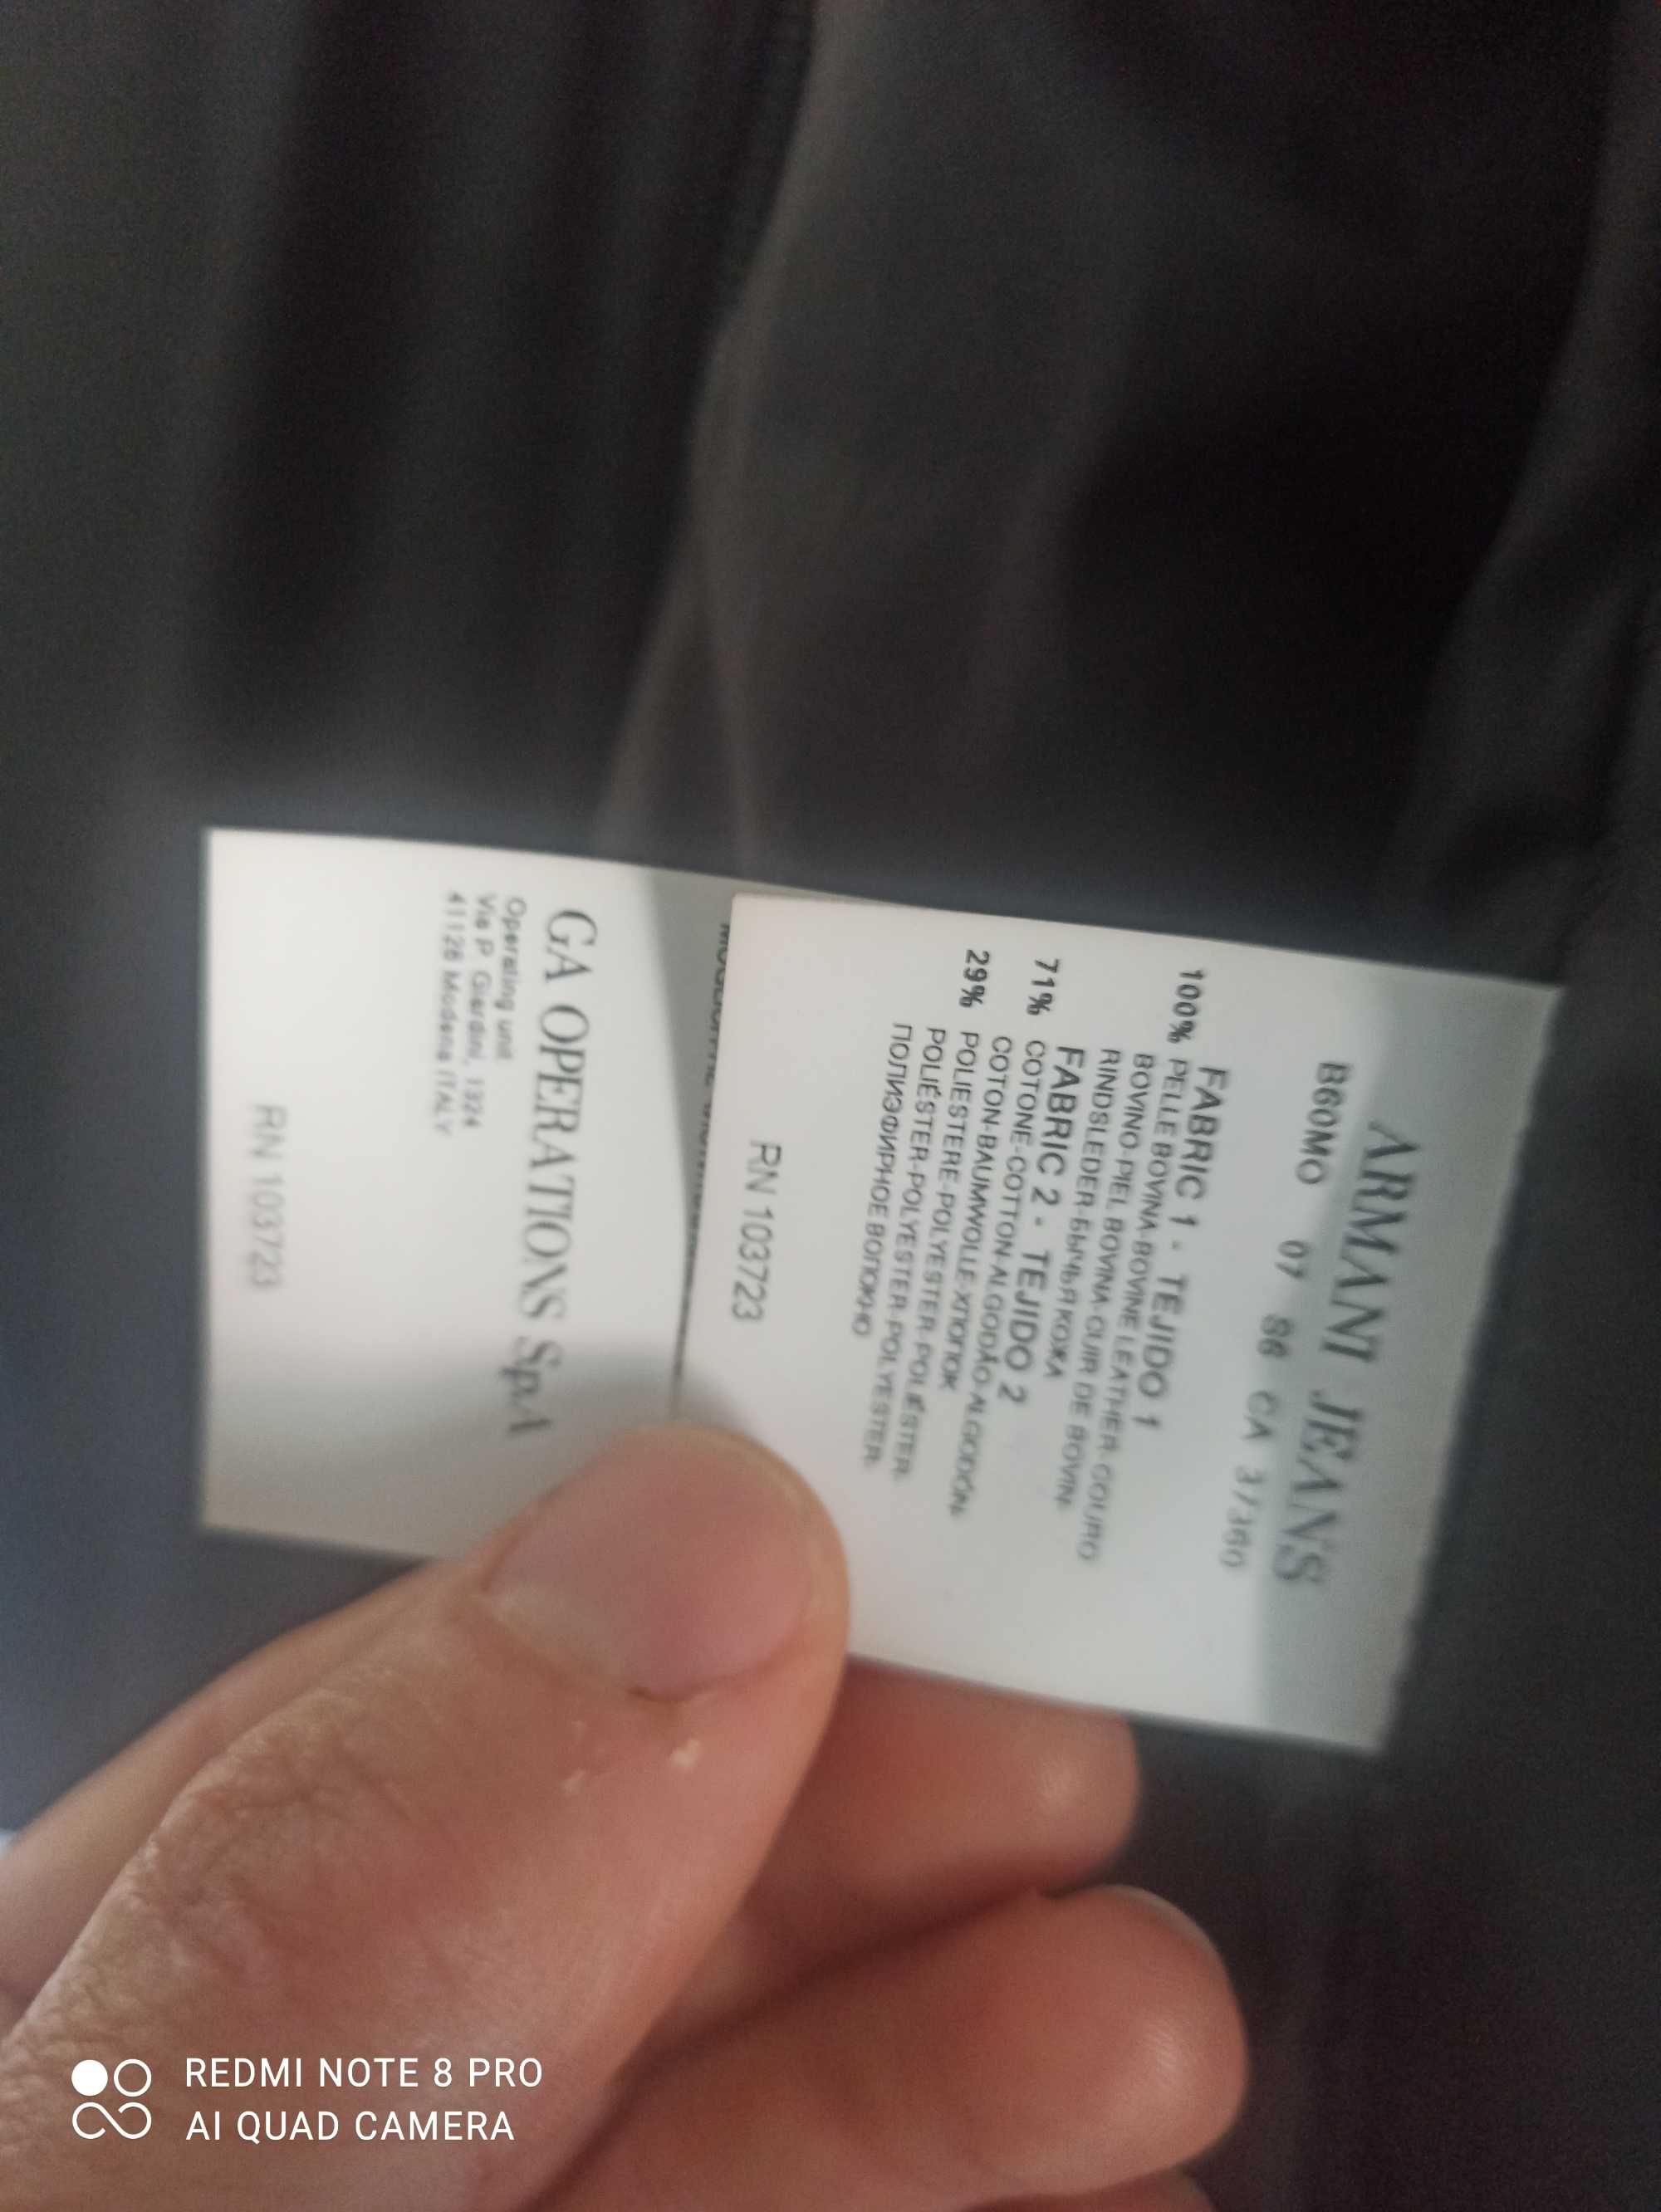 ARMANI JEANS
B60MO 07 S6 CA 37360
FABRIC 1 - TEJIDO 1
100% PELLE BOVINA-BOVINE LEATHER-COURO
BOVINO-PIEL BOVINA-CUIR DE BOVIN-
RINDSLEDER-БЫЧЬЯ КОЖА
FABRIC 2 - TEJIDO 2
71% COTONE-COTTON-ALGODÃO-ALGODÓN-
COTON-BAUMWOLLE-ХЛОПОК
29% POLIESTERE-POLYESTER-POLIÉSTER-
POLIÉSTER-POLYESTER-POLYESTER-
ПОЛИЭФИРНОЕ ВОЛОКНО
RN 103723
GA OPERATIONS SpA
Operating unit
Via P. Giardini, 1324
41126 Modena ITALY
RN 103723
REDMI NOTE 8 PRO
AI QUAD CAMERA